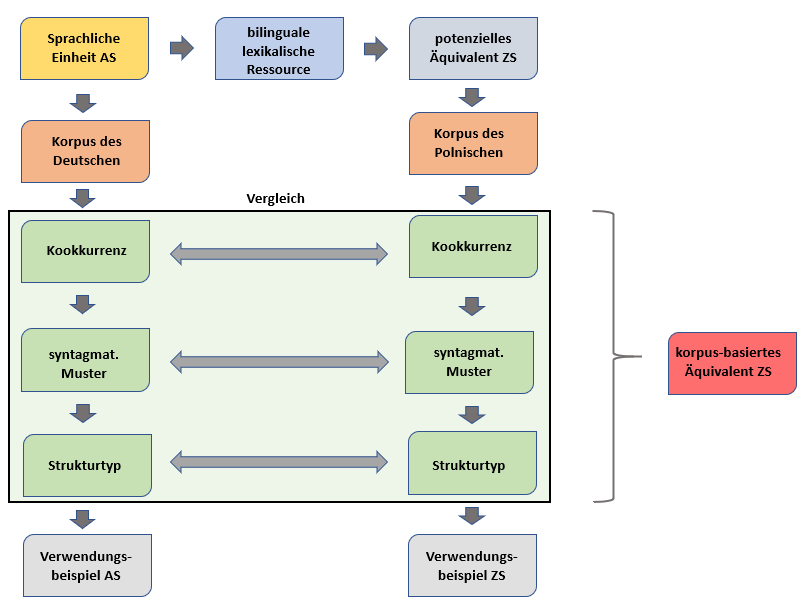 Sprachliche
Einheit AS
bilinguale
lexikalische
Ressource
potenzielles
Äquivalent ZS
Korpus des
Deutschen
Korpus des
Polnischen
Vergleich
Kookkurrenz
Kookkurrenz
syntagmat.
Muster
syntagmat.
Muster
korpus-basiertes
Äquivalent ZS
Strukturtyp
Strukturtyp
Verwendungs-
beispiel AS
Verwendungs-
beispiel ZS